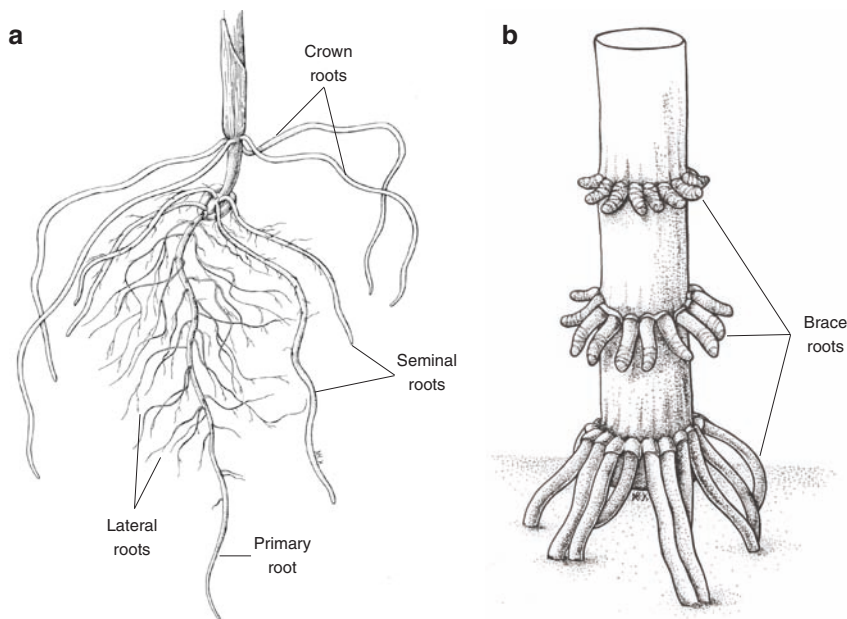 a
Crown
roots
Seminal
roots
Lateral
roots
Primary
root
b
Brace
roots